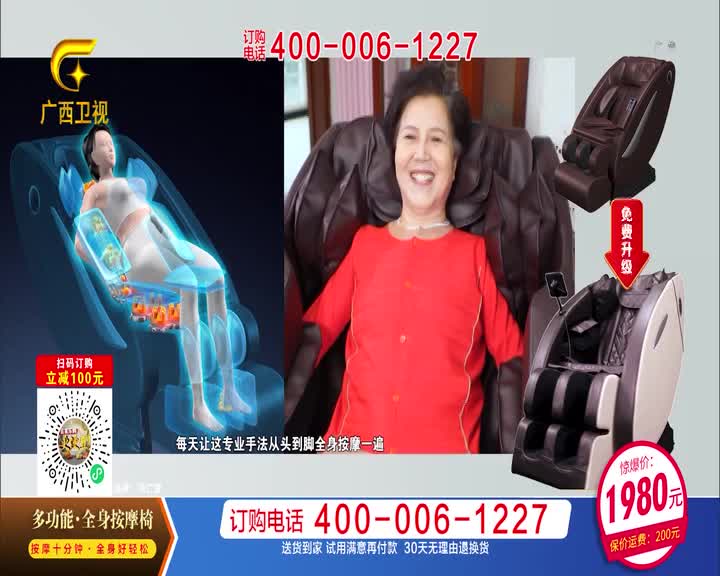 订购
电话 400-006-1227
广西卫视
免费升级
扫码订购
立减100元
每天让这专业手法从头到脚全身按摩一遍
多功能·全身按摩椅
按摩十分钟·全身好轻松
订购电话 400-006-1227
送货到家 试用满意再付款 30天无理由退换货
惊爆价:
1980元
保价运费：200元